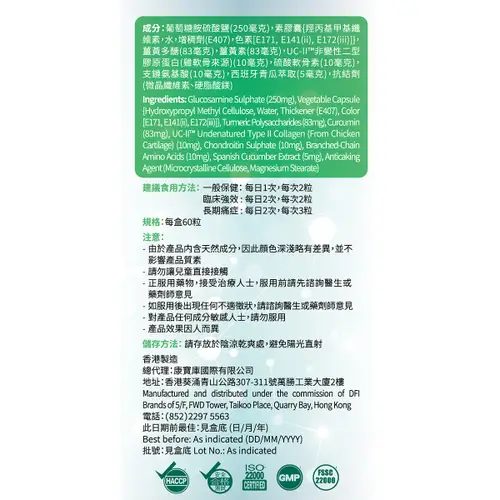 成分：葡萄糖胺硫酸鹽(250毫克)，素膠囊{羥丙基甲基纖
維素，水，增稠劑(E407)，色素[E171, E141(ii), E172(iii)]}，
薑黃多醣(83毫克)，薑黃素(83毫克)，UC-II™非變性二型
膠原蛋白(雞軟骨來源)(10毫克)，硫酸軟骨素(10毫克)，
支鏈氨基酸(10毫克)，西班牙青瓜萃取(5毫克)，抗結劑
(微晶纖維素、硬脂酸鎂)
Ingredients: Glucosamine Sulphate (250mg), Vegetable Capsule
{Hydroxypropyl Methyl Cellulose, Water, Thickener (E407), Color
[E171, E141(ii), E172(iii)]}, Turmeric Polysaccharides (83mg), Curcumin
(83mg), UC-II™ Undenatured Type II Collagen (From Chicken
Cartilage) (10mg), Chondroitin Sulphate (10mg), Branched-Chain
Amino Acids (10mg), Spanish Cucumber Extract (5mg), Anticaking
Agent (Microcrystalline Cellulose, Magnesium Stearate)
建議食用方法：一般保健：每日1次，每次2粒
臨床強效：每日2次，每次2粒
長期痛症：每日2次，每次3粒
規格：每盒60粒
注意：
- 由於產品内含天然成分，因此顏色深淺略有差異，並不
影響產品質素
- 請勿讓兒童直接接觸
- 正服用藥物，接受治療人士，服用前請先諮詢醫生或
藥劑師意見
- 如服用後出現任何不適徵狀，請諮詢醫生或藥劑師意見
- 對產品任何成分敏感人士，請勿服用
- 產品效果因人而異
儲存方法：請存放於陰涼乾爽處，避免陽光直射
香港製造
總代理：康寶庫國際有限公司
地址：香港葵涌青山公路307-311號萬勝工業大廈2樓
Manufactured and distributed under the commission of DFI
Brands of 5/F, FWD Tower, Taikoo Place, Quarry Bay, Hong Kong
電話：(852)2297 5563
此日期前最佳：見盒底 (日/月/年)
Best before: As indicated (DD/MM/YYYY)
批號：見盒底 Lot No.: As indicated
HACCP
安全
合格
ISO
22000
CERTIFIED
GMP
FSSC
22000